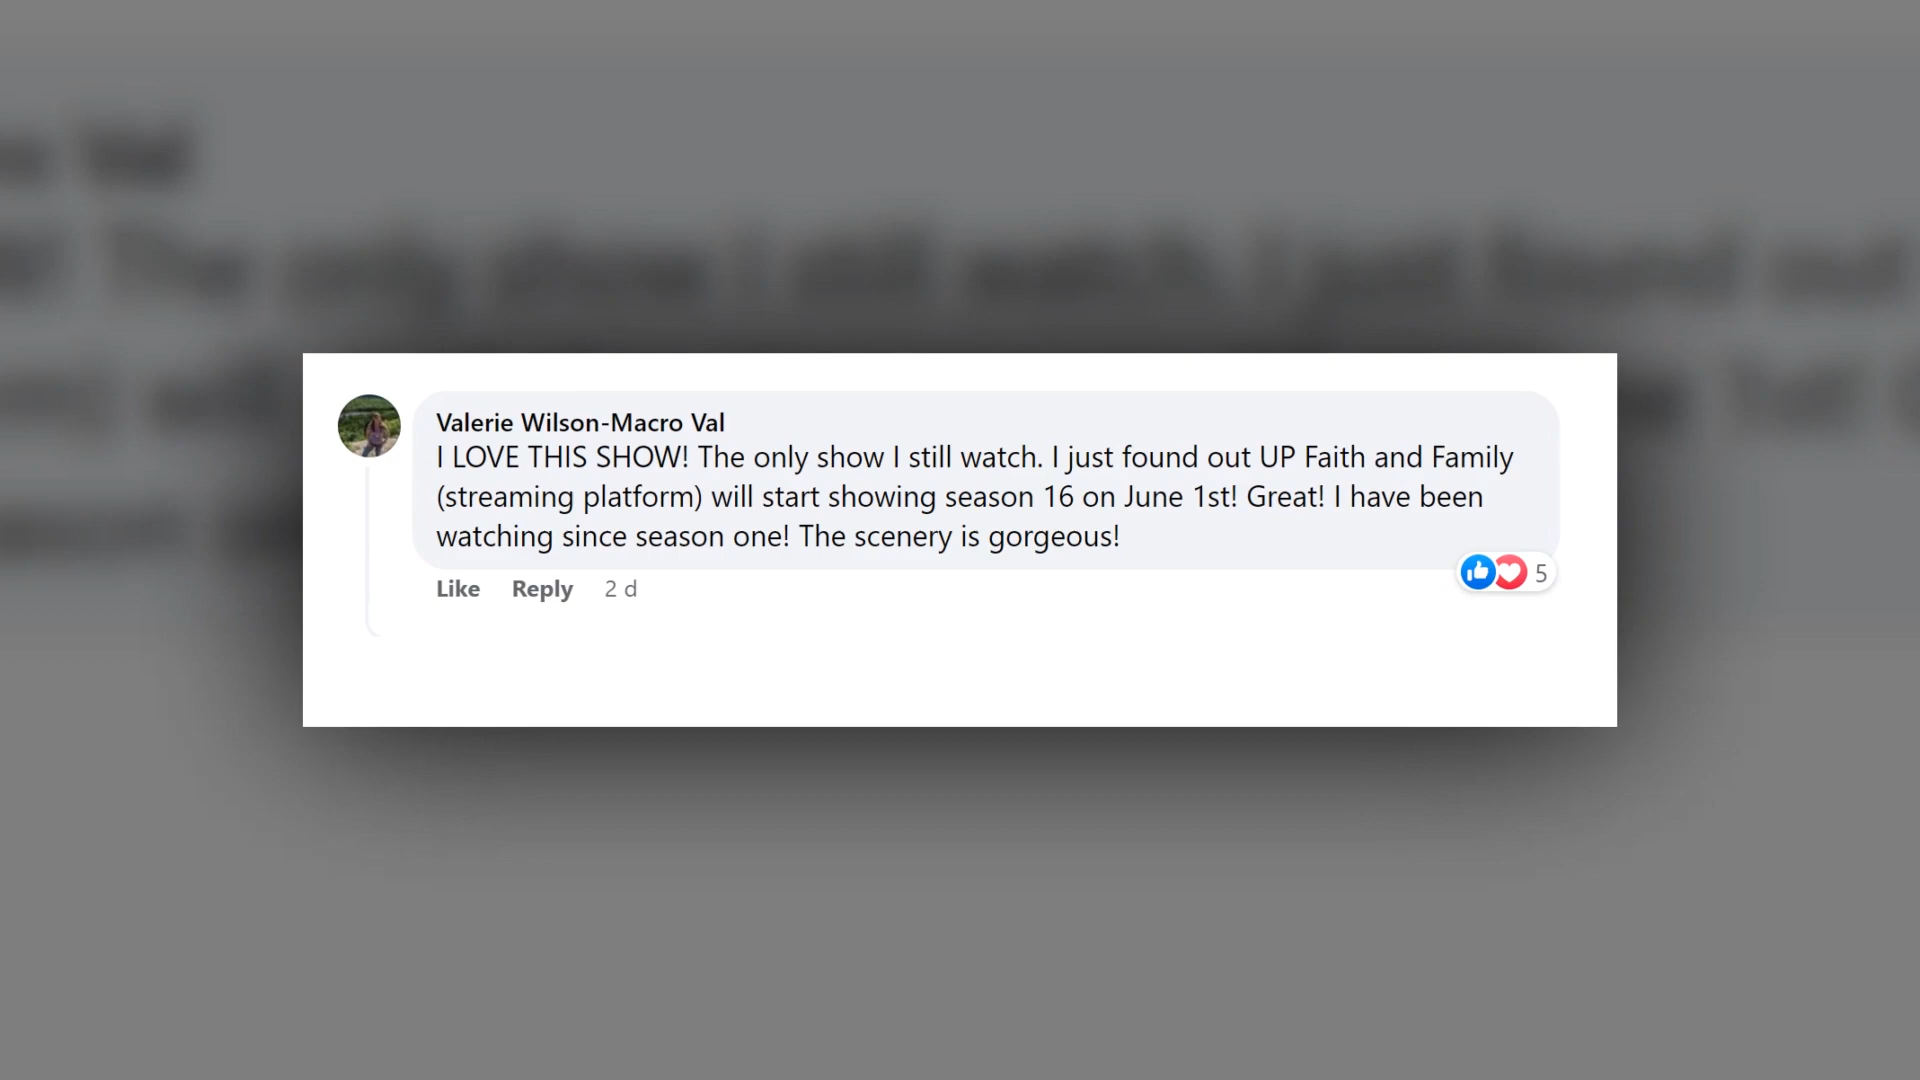 Valerie Wilson-Macro Val
I LOVE THIS SHOW! The only show I still watch. I just found out UP Faith and Family
(streaming platform) will start showing season 16 on June 1st! Great! I have been
watching since season one! The scenery is gorgeous!
Like Reply 2 d
5